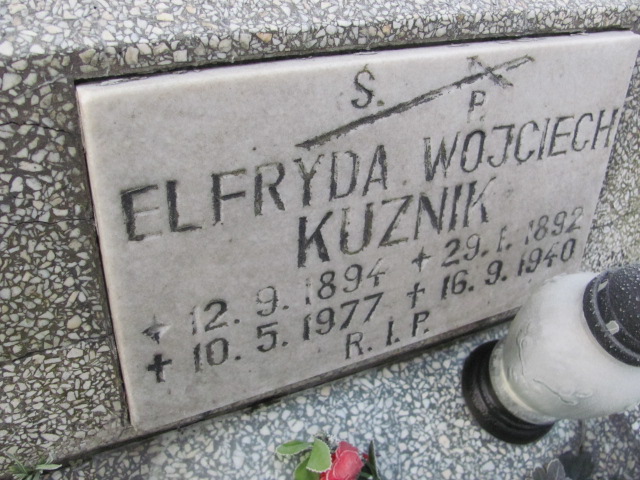 S. P.
ELFRYDA WOJCIECH
KUZNIK
+ 12.9.1894 + 29.1.1892
+ 10.5.1977 + 16.9.1940
R.I.P.